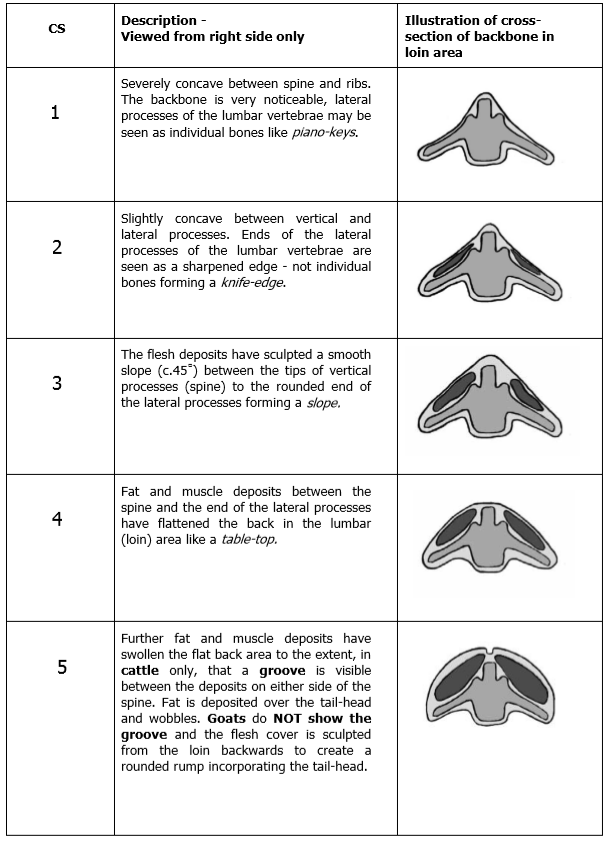 CS
Description -
Viewed from right side only
Illustration of cross-
section of backbone in
loin area
1
Severely concave between spine and ribs.
The backbone is very noticeable, lateral
processes of the lumbar vertebrae may be
seen as individual bones like piano-keys.
2
Slightly concave between vertical and
lateral processes. Ends of the lateral
processes of the lumbar vertebrae are
seen as a sharpened edge - not individual
bones forming a knife-edge.
3
The flesh deposits have sculpted a smooth
slope (c.45°) between the tips of vertical
processes (spine) to the rounded end of
the lateral processes forming a slope.
4
Fat and muscle deposits between the
spine and the end of the lateral processes
have flattened the back in the lumbar
(loin) area like a table-top.
5
Further fat and muscle deposits have
swollen the flat back area to the extent, in
cattle only, that a groove is visible
between the deposits on either side of the
spine. Fat is deposited over the tail-head
and wobbles. Goats do NOT show the
groove and the flesh cover is sculpted
from the loin backwards to create a
rounded rump incorporating the tail-head.